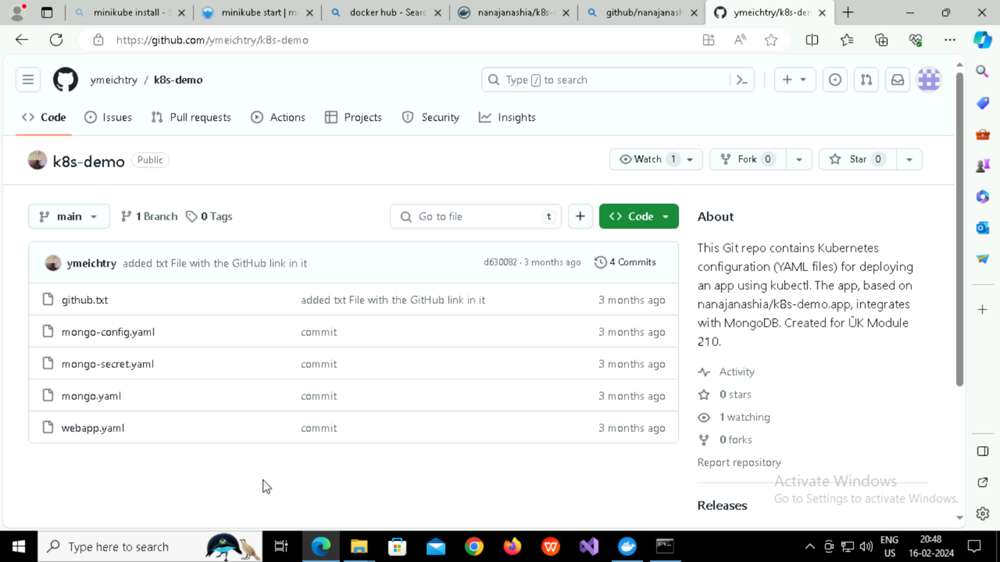 minikube install - S
minikube start | mi
docker hub - Searc
nanajanashia/k8s-
github/nanajanash
ymeichtry/k8s-den
https://github.com/ymeichtry/k8s-demo
ymeichtry / k8s-demo
Type / to search
Code
Issues
Pull requests
Actions
Projects
Security
Insights
k8s-demo
Public
Watch 1
Fork 0
Star 0
main
1 Branch
0 Tags
Go to file
t
Code
ymeichtry added txt File with the GitHub link in it
d630082 · 3 months ago
4 Commits
github.txt
added txt File with the GitHub link in it
3 months ago
mongo-config.yaml
commit
3 months ago
mongo-secret.yaml
commit
3 months ago
mongo.yaml
commit
3 months ago
webapp.yaml
commit
3 months ago
About
This Git repo contains Kubernetes
configuration (YAML files) for deploying
an app using kubectl. The app, based on
nanajanashia/k8s-demo.app, integrates
with MongoDB. Created for ÜK Module
210.
Activity
0 stars
1 watching
0 forks
Report repository
Releases
Activate Windows
Go to Settings to activate Windows.
Type here to search
ENG
US
20:48
16-02-2024